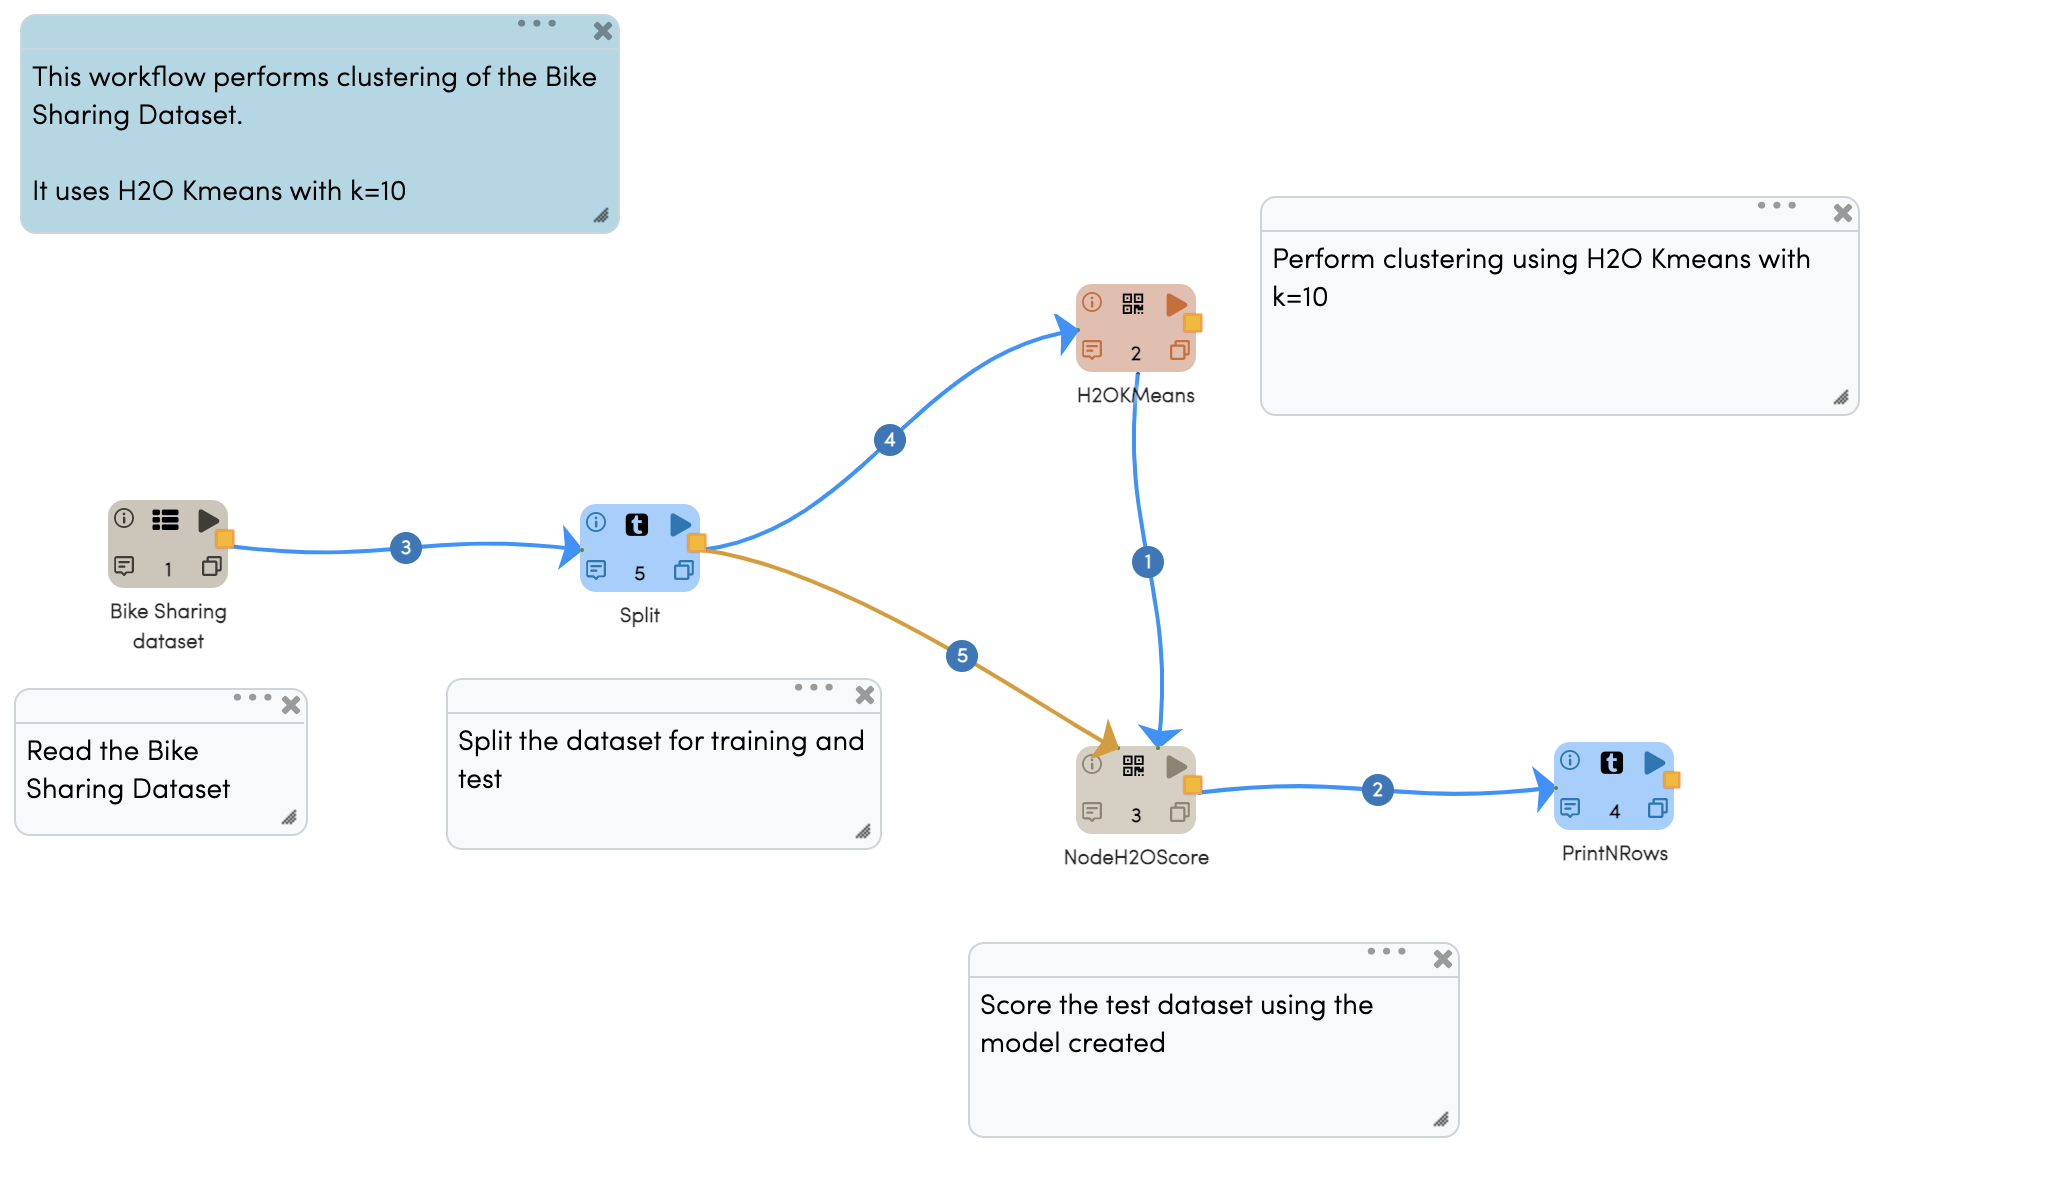 This workflow performs clustering of the Bike
Sharing Dataset.
It uses H2O Kmeans with k=10
Perform clustering using H2O Kmeans with
k=10
2
H2OKMeans
4
1
Bike Sharing
dataset
3
5
Split
1
5
Read the Bike
Sharing Dataset
Split the dataset for training and
test
3
NodeH2OScore
2
4
PrintNRows
Score the test dataset using the
model created